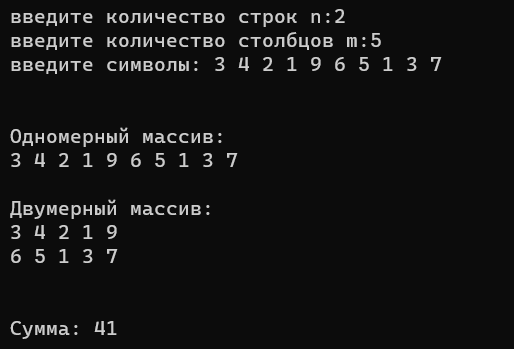 введите количество строк n:2
введите количество столбцов m:5
введите символы: 3 4 2 1 9 6 5 1 3 7
Одномерный массив:
3 4 2 1 9 6 5 1 3 7
Двумерный массив:
3 4 2 1 9
6 5 1 3 7
Сумма: 41